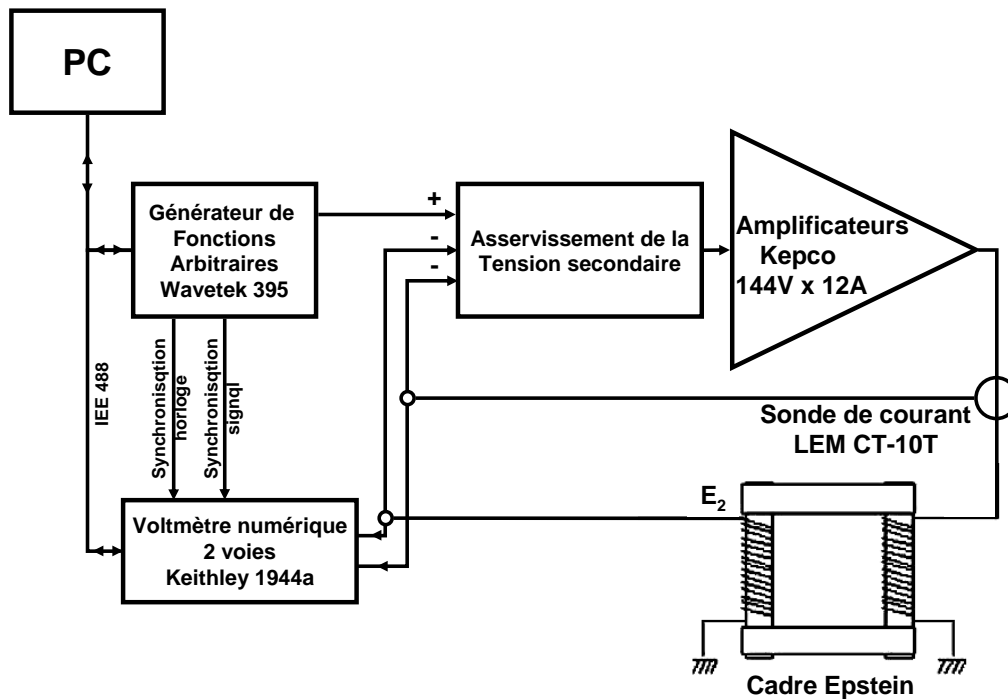 PC
Générateur de
Fonctions
Arbitraires
Wavetek 395
+
-
-
Asservissement de la
Tension secondaire
Amplificateurs
Kepco
144V x 12A
IEE 488
Synchronisqtion
horloge
Synchronisqtion
signql
Sonde de courant
LEM CT-10T
E2
Voltmètre numérique
2 voies
Keithley 1944a
Cadre Epstein